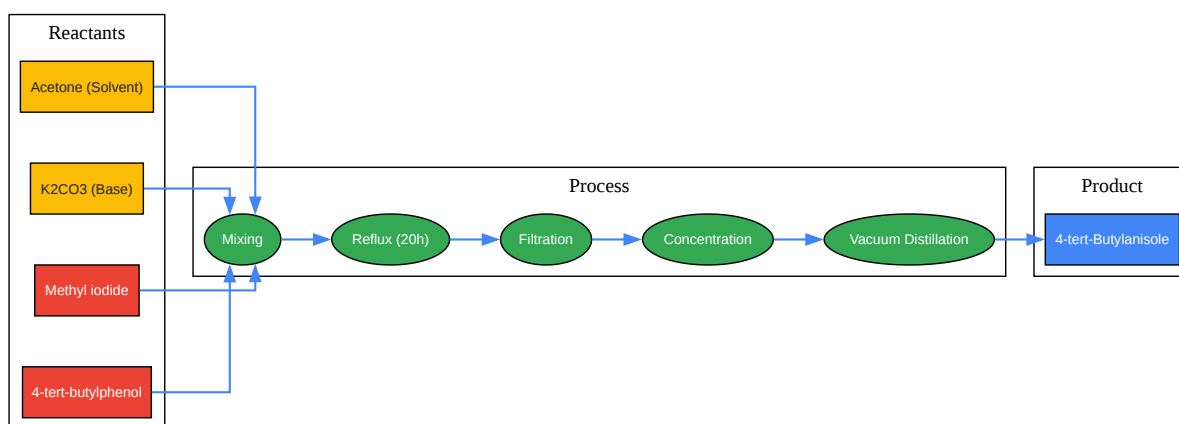 Reactants
Acetone (Solvent)
K2CO3 (Base)
Methyl iodide
4-tert-butylphenol
Process
Mixing
Reflux (20h)
Filtration
Concentration
Vacuum Distillation
Product
4-tert-Butylanisole